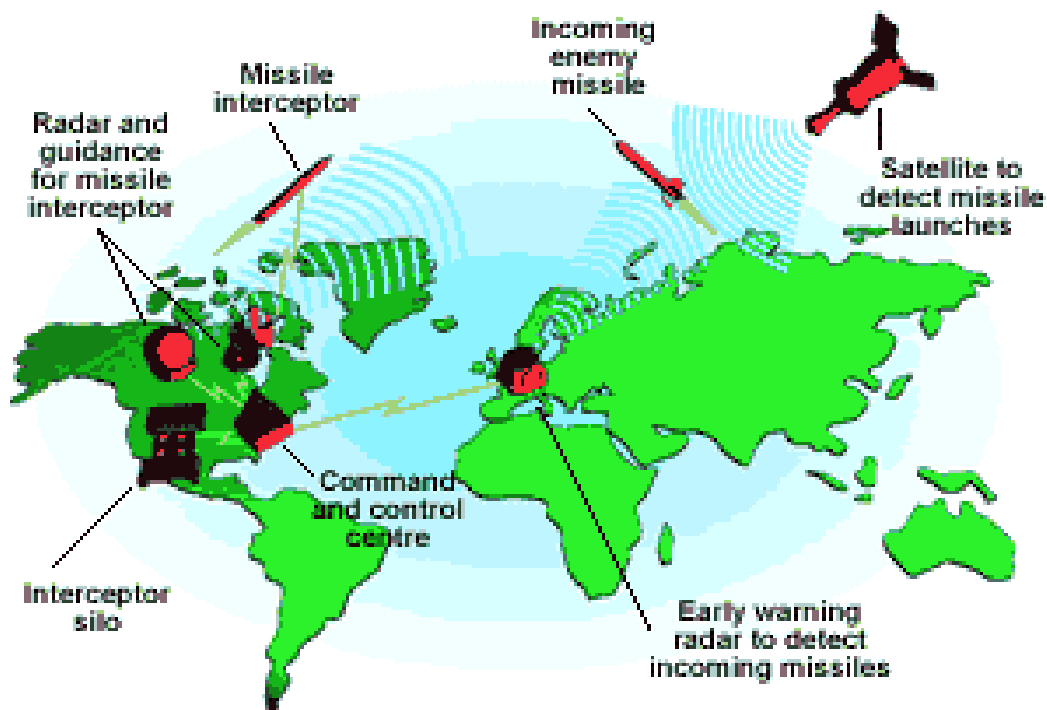 Incoming
enemy
missile
Missile
interceptor
Radar and
guidance
for missile
interceptor
Satellite to
detect missile
launches
Command
and control
centre
Interceptor
silo
Early warning
radar to detect
incoming missiles